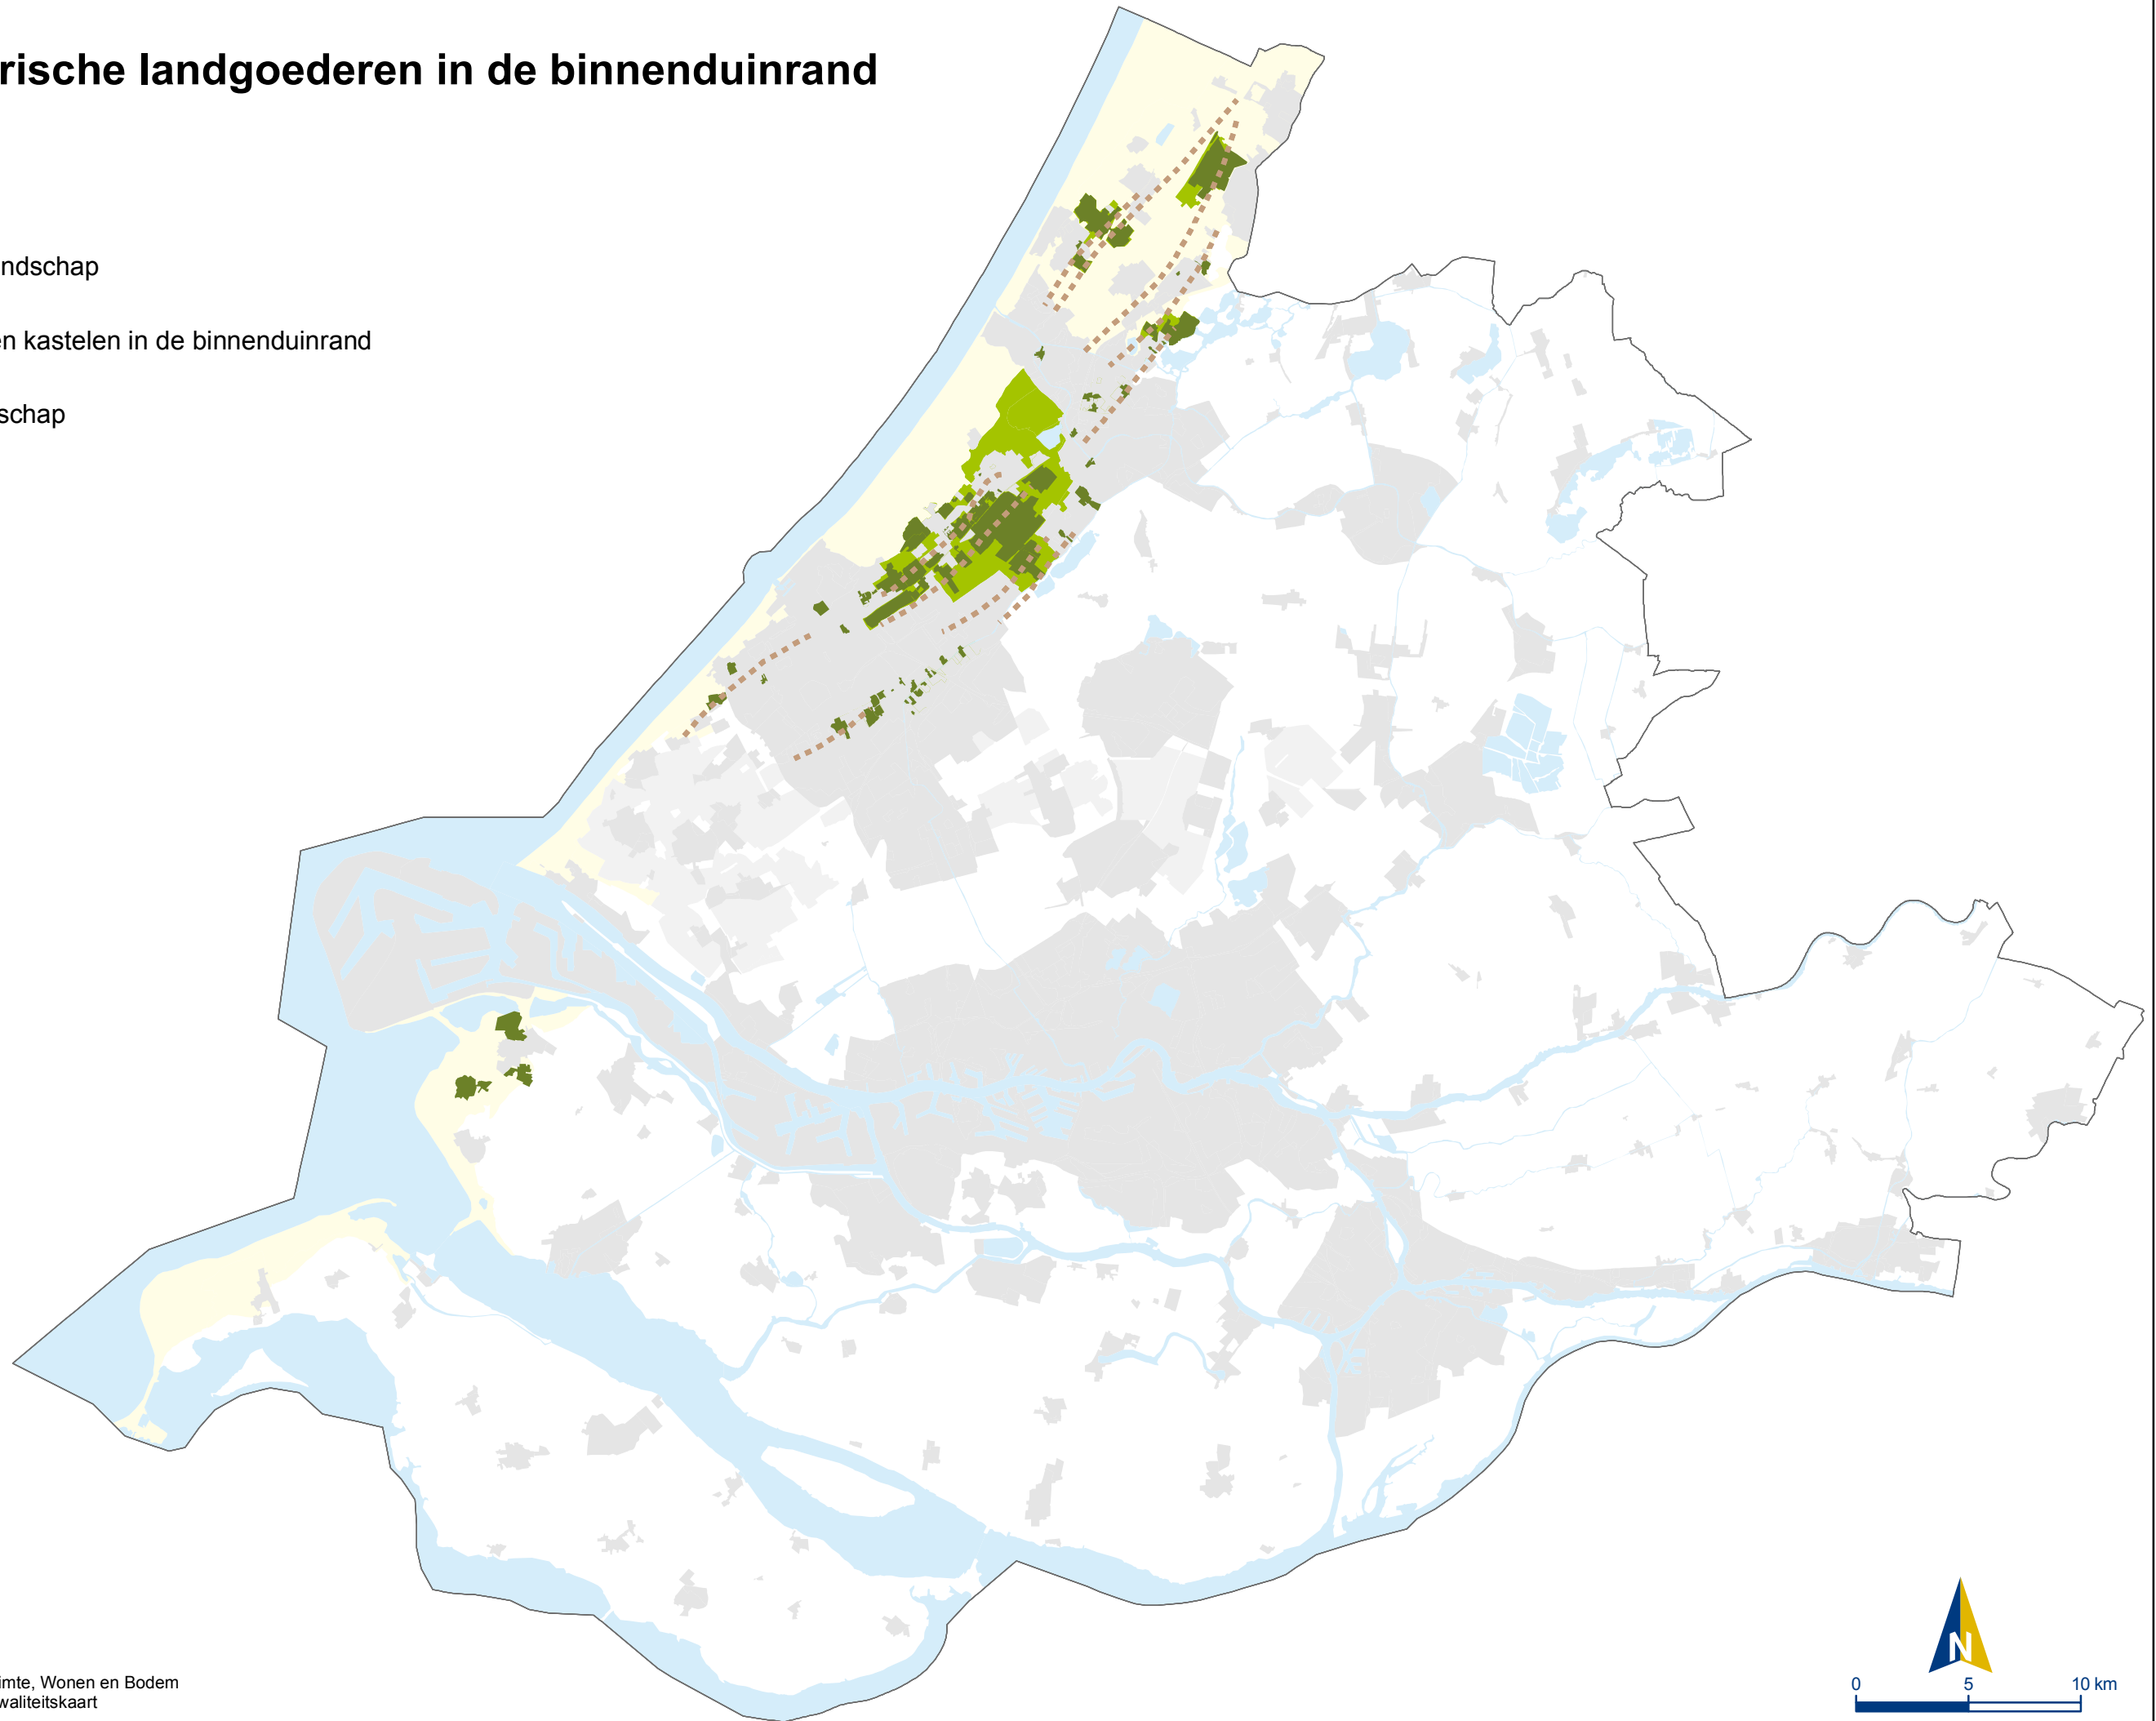 rische landgoederen in de binnenduinrand
ndschap
en kastelen in de binnenduinrand
schap
imte, Wonen en Bodem
waliteitskaart
N
0 5 10 km